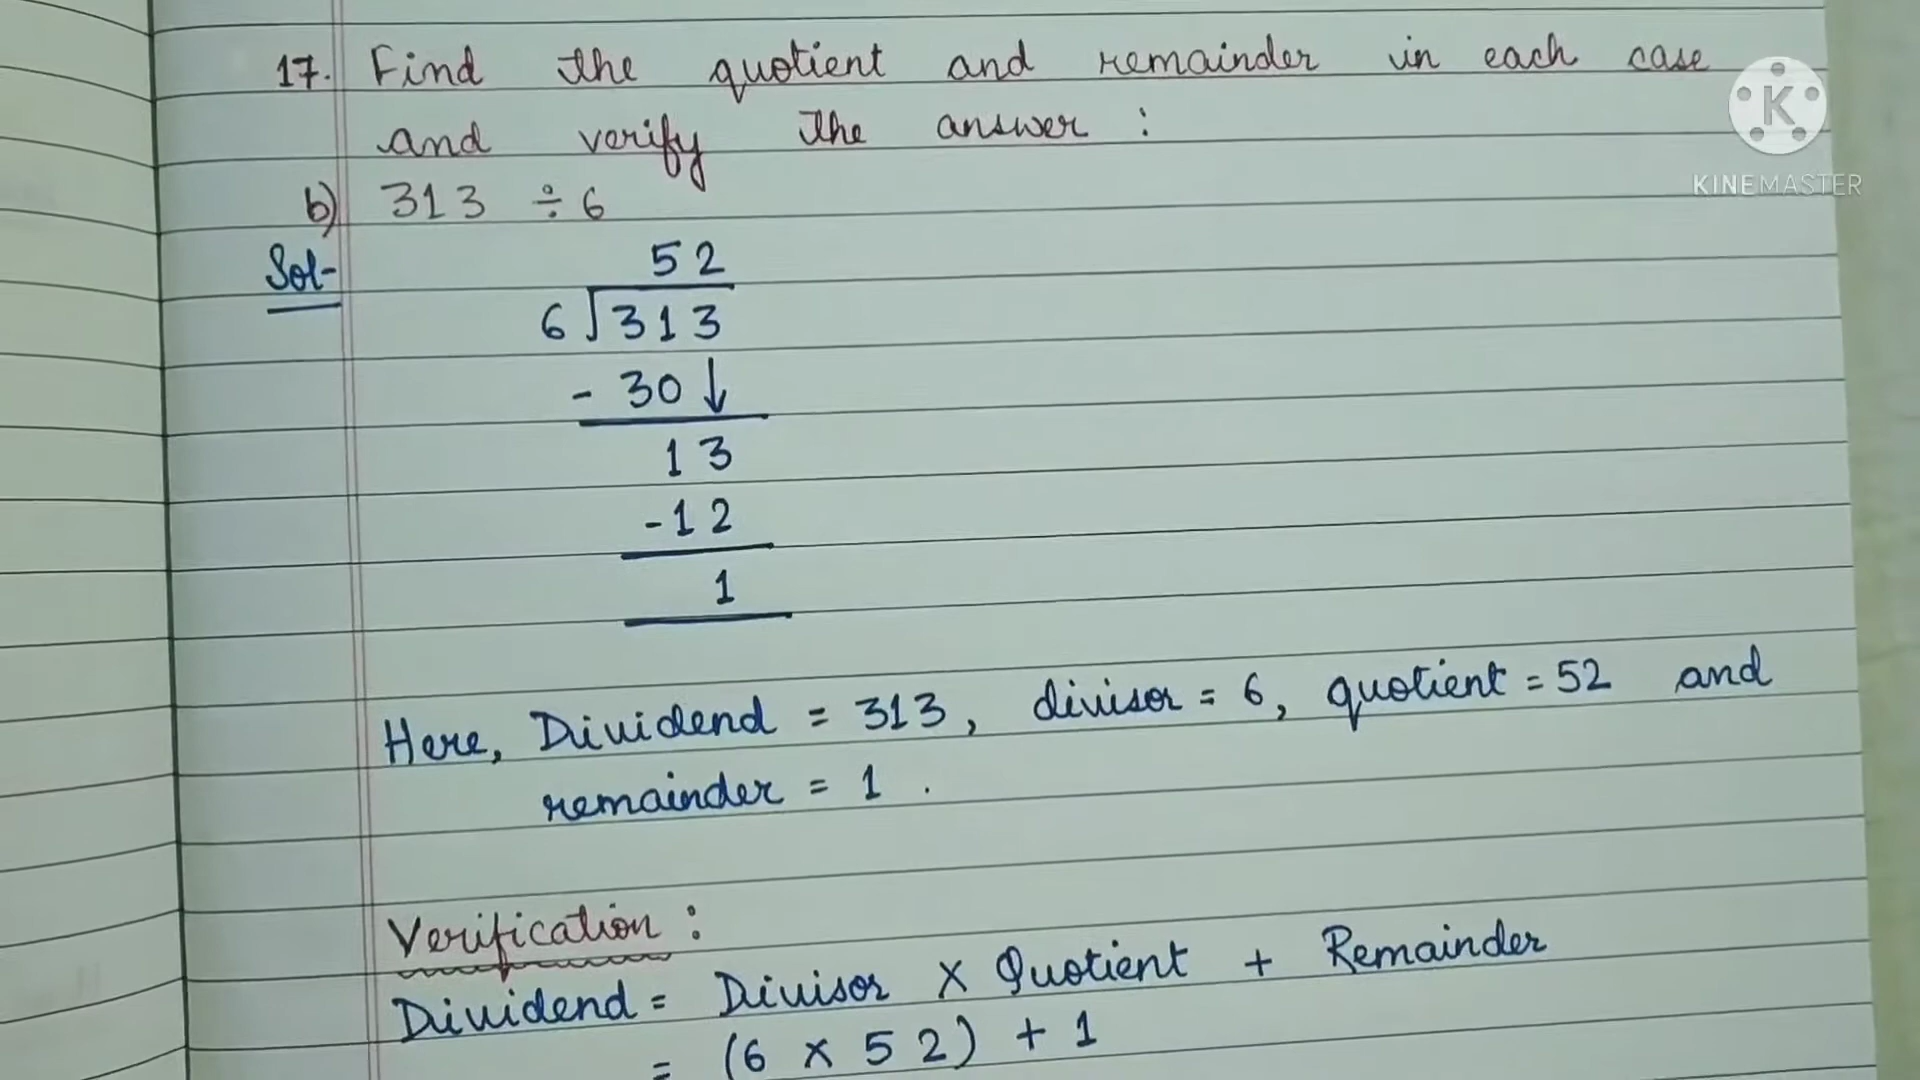 17. Find the quotient and remainder in each case
and verify the answer :
b) 313 ÷ 6
Sol-
52
6 ) 313
- 30 ↓
13
-12
1
Here, Dividend = 313, divisor = 6, quotient = 52 and
remainder = 1 .
Verification :
Dividend = Divisor X Quotient + Remainder
= (6 x 52) + 1
K
KINEMASTER